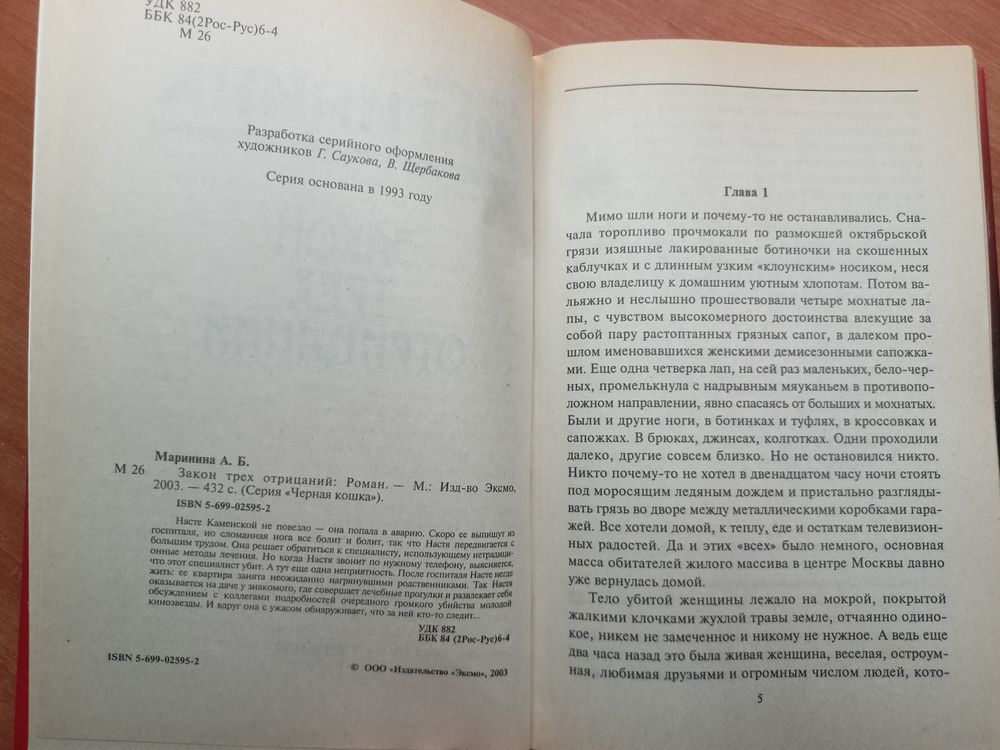 УДК 882
ББК 84(2Рос-Рус)6-4
М 26
Разработка серийного оформления
художников Г. Саукова, В. Щербакова
Серия основана в 1993 году
Маринина А. Б.
М 26 Закон трех отрицаний: Роман. — М.: Изд-во Эксмо,
2003. — 432 с. (Серия «Черная кошка»).
ISBN 5-699-02595-2
Насте Каменской не повезло — она попала в аварию. Скоро ее выпишут из
госпиталя, но сломанная нога все болит и болит, так что Настя передвигается с
большим трудом. Она решает обратиться к специалисту, использующему нетрадици-
онные методы лечения. Но когда Настя звонит по нужному телефону, выясняется,
что этот специалист убит. А тут еще одна неприятность. После госпиталя Насте негде
жить: ее квартира занята неожиданно нагрянувшими родственниками. Так Настя
оказывается на даче у знакомого, где совершает лечебные прогулки и развлекает себя
обсуждением с коллегами подробностей очередного громкого убийства молодой
кинозвезды. И вдруг она с ужасом обнаруживает, что за ней кто-то следит...
УДК 882
ББК 84 (2Рос-Рус)6-4
ISBN 5-699-02595-2
© ООО «Издательство «Эксмо», 2003
Глава 1
Мимо шли ноги и почему-то не останавливались. Сна-
чала торопливо прочмокали по размокшей октябрьской
грязи изящные лакированные ботиночки на скошенных
каблучках и с длинным узким «клоунским» носиком, неся
свою владелицу к домашним уютным хлопотам. Потом ва-
льяжно и неслышно прошествовали четыре мохнатые ла-
пы, с чувством высокомерного достоинства влекущие за
собой пару растоптанных грязных сапог, в далеком про-
шлом именовавшихся женскими демисезонными сапожка-
ми. Еще одна четверка лап, на сей раз маленьких, бело-чер-
ных, промелькнула с надрывным мяуканьем в противопо-
ложном направлении, явно спасаясь от больших и мохнатых.
Были и другие ноги, в ботинках и туфлях, в кроссовках и
сапожках. В брюках, джинсах, колготках. Одни проходили
далеко, другие совсем близко. Но не остановился никто.
Никто почему-то не хотел в двенадцатом часу ночи стоять
под моросящим ледяным дождем и пристально разгляды-
вать грязь во дворе между металлическими коробками гара-
жей. Все хотели домой, к теплу, еде и остаткам телевизион-
ных радостей. Да и этих «всех» было немного, основная
масса обитателей жилого массива в центре Москвы давно
уже вернулась домой.
Тело убитой женщины лежало на мокрой, покрытой
жалкими клочками жухлой травы земле, отчаянно одино-
кое, никем не замеченное и никому не нужное. А ведь еще
два часа назад это была живая женщина, веселая, остроум-
ная, любимая друзьями и огромным числом людей, кото-
5